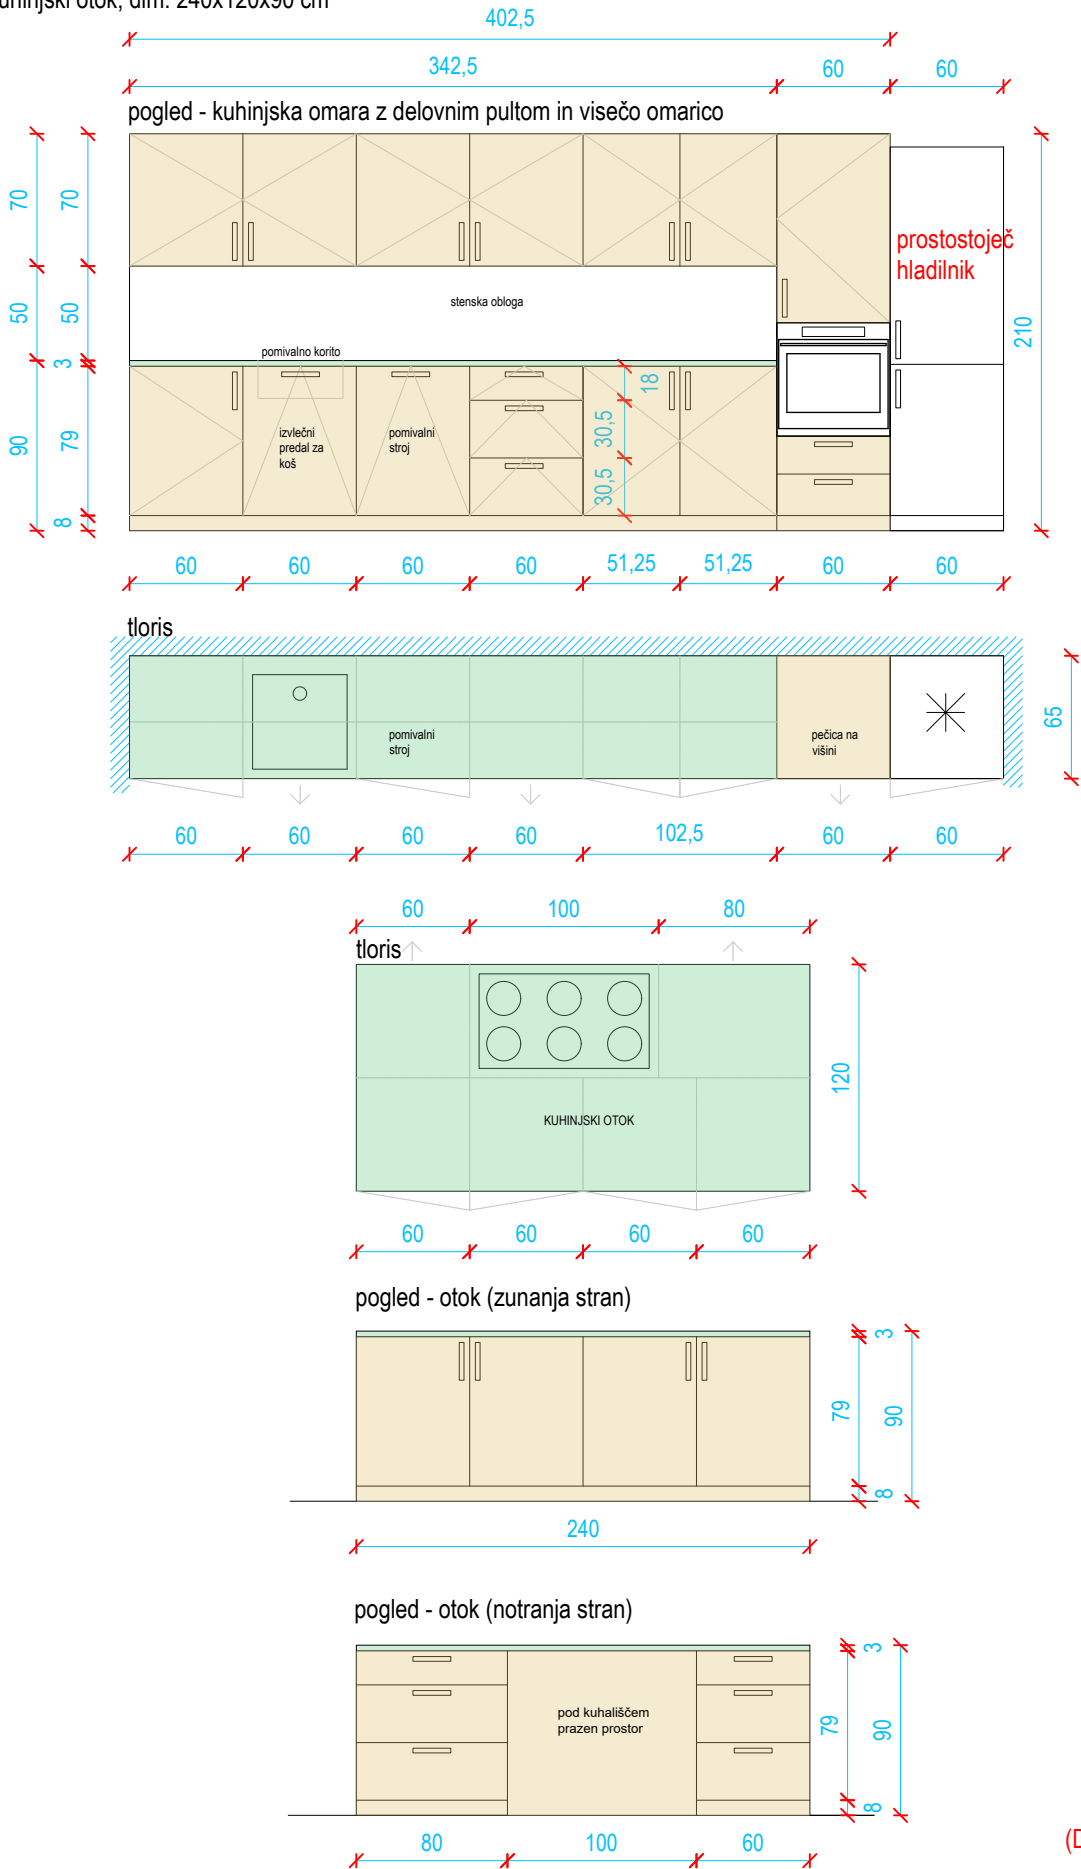 kuhinjski otok, dim. 240x120x90 cm
402,5
342,5
60
60
pogled - kuhinjska omara z delovnim pultom in visečo omarico
70
70
50
50
3
90
79
8
210
prostostoječ
hladilnik
stenska obloga
pomivalno korito
izvlečni
predal za
koš
pomivalni
stroj
18
30,5
30,5
60
60
60
60
51,25
51,25
60
60
tloris
pomivalni
stroj
pečica na
višini
65
60
60
60
60
102,5
60
60
60
100
80
tloris
KUHINJSKI OTOK
120
60
60
60
60
pogled - otok (zunanja stran)
3
79
90
8
240
pogled - otok (notranja stran)
pod kuhališčem
prazen prostor
3
79
90
8
80
100
60
(D